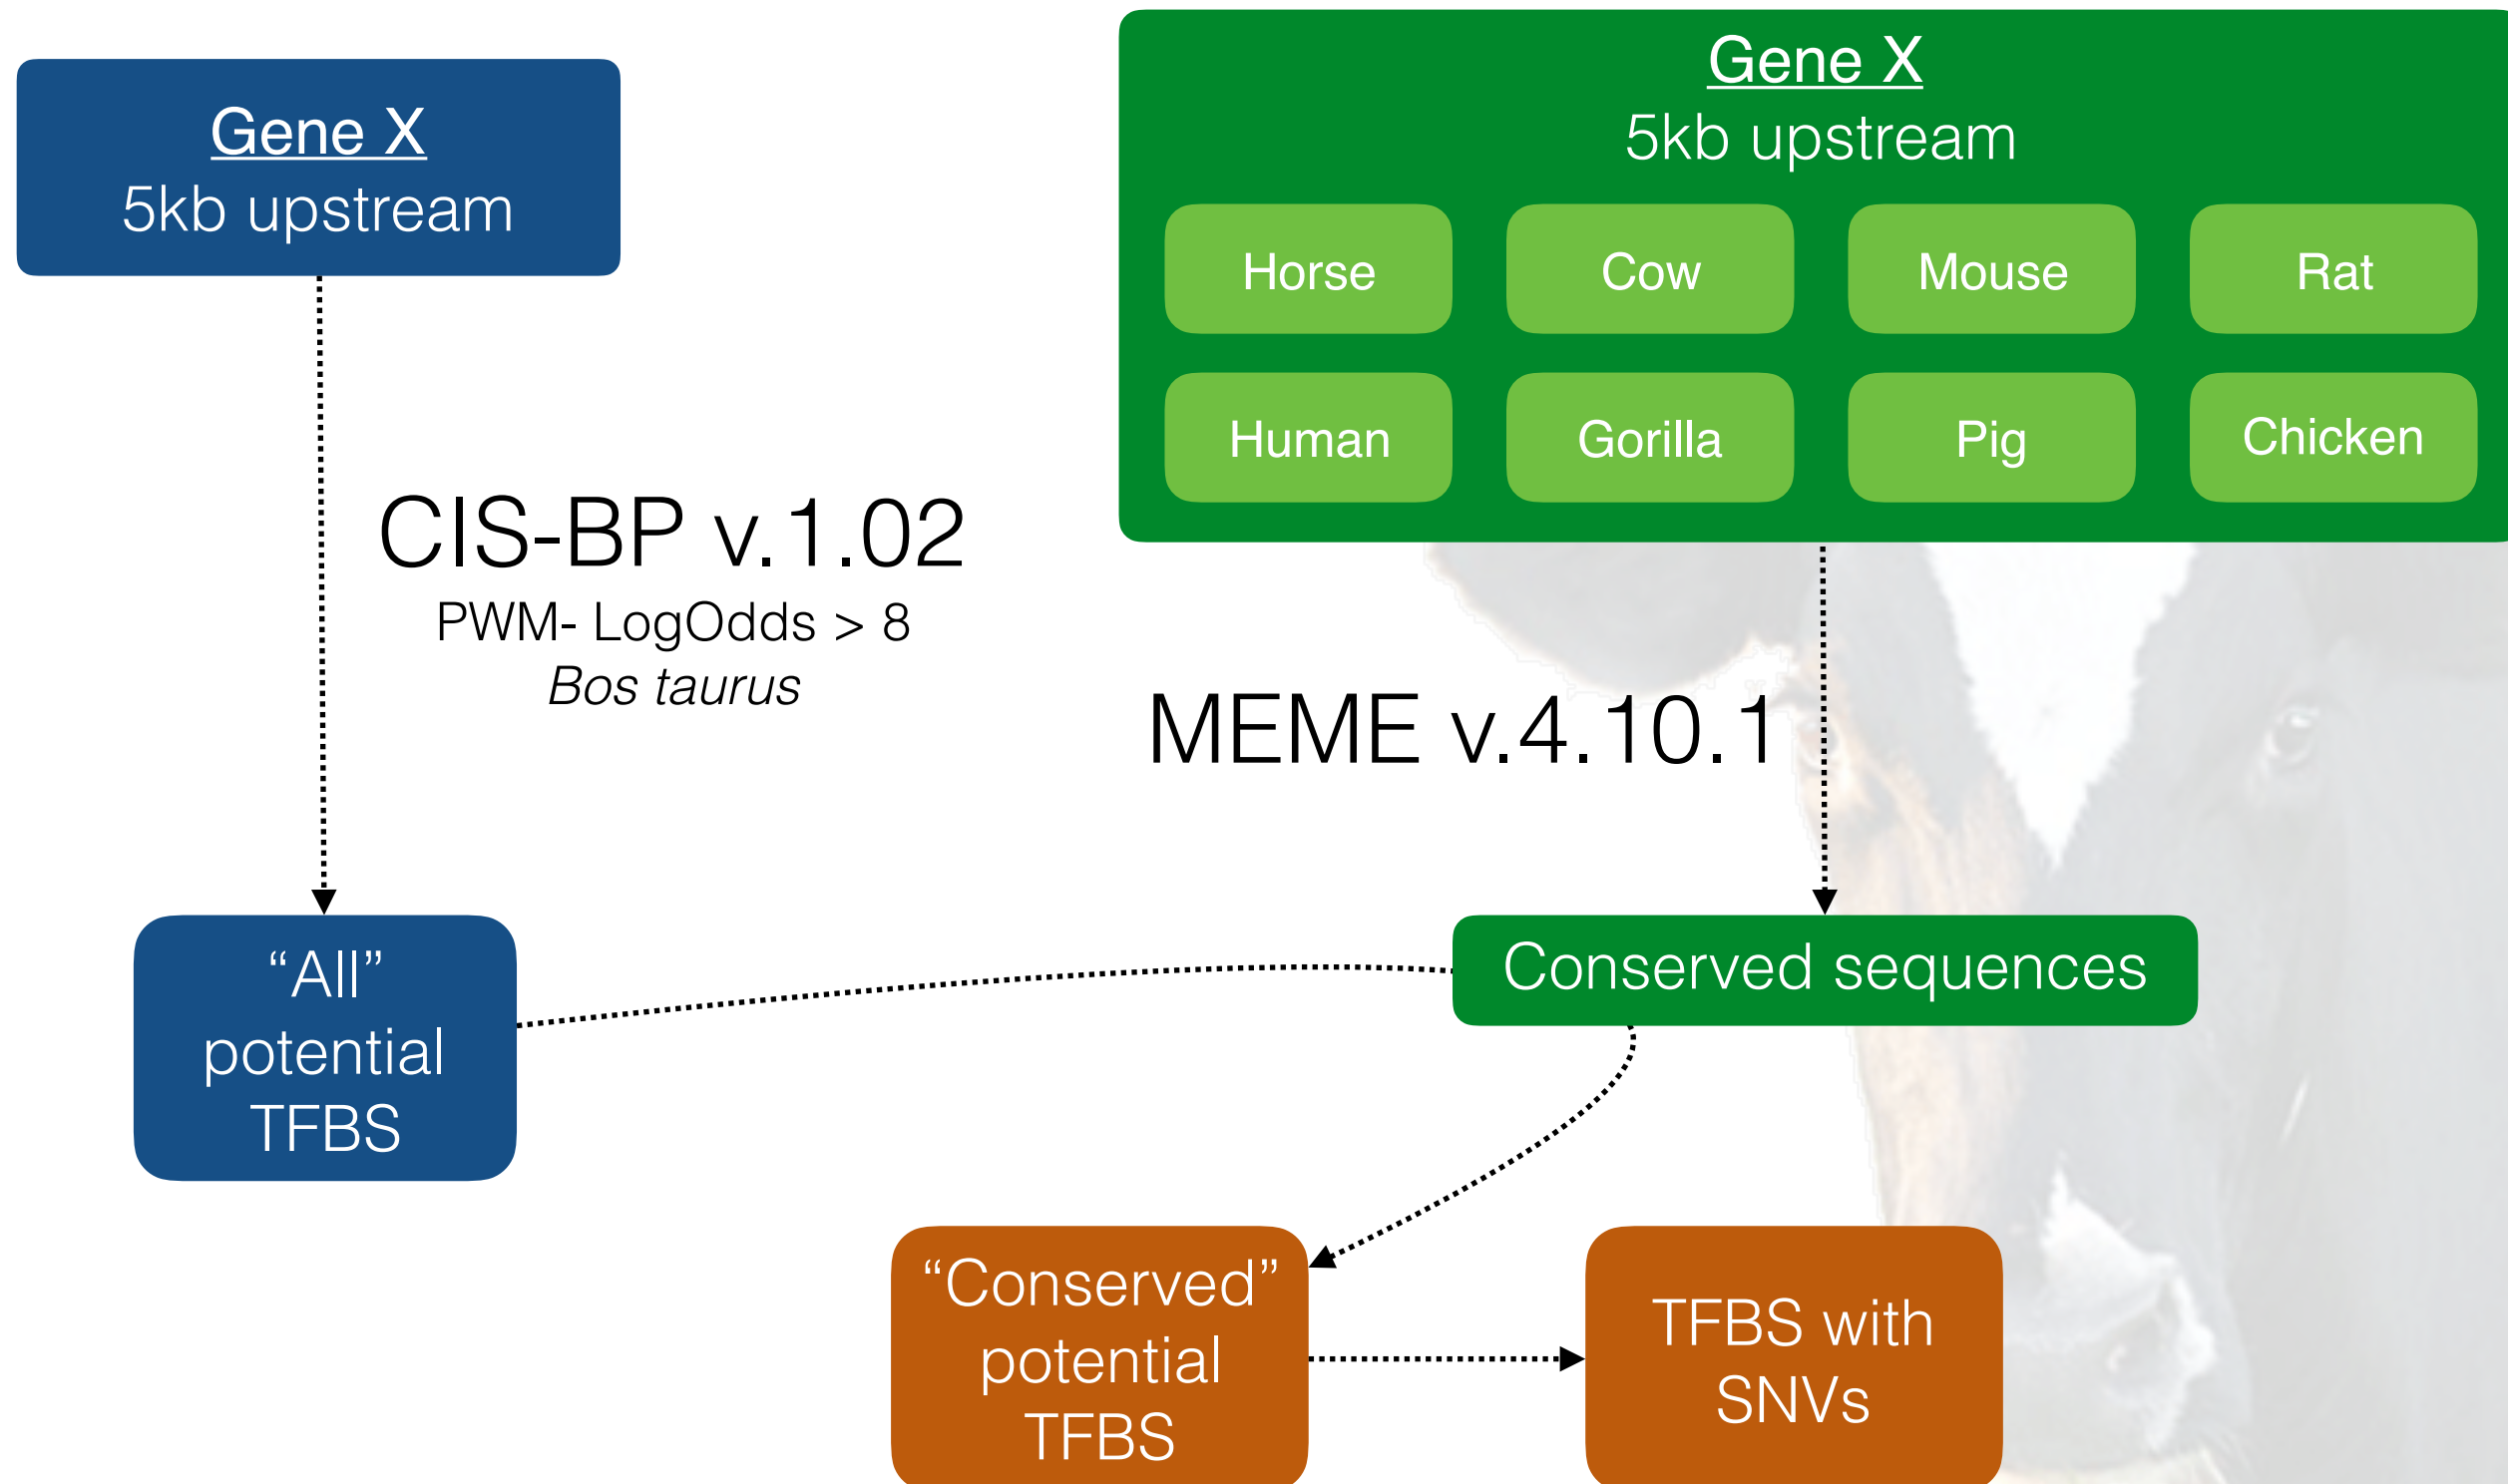 Gene X
5kb upstream
Gene X
5kb upstream
Horse
Cow
Mouse
Rat
Human
Gorilla
Pig
Chicken
CIS-BP v.1.02
PWM- LogOdds > 8
Bos taurus
MEME v.4.10.1
“All”
potential
TFBS
Conserved sequences
“Conserved”
potential
TFBS
TFBS with
SNVs